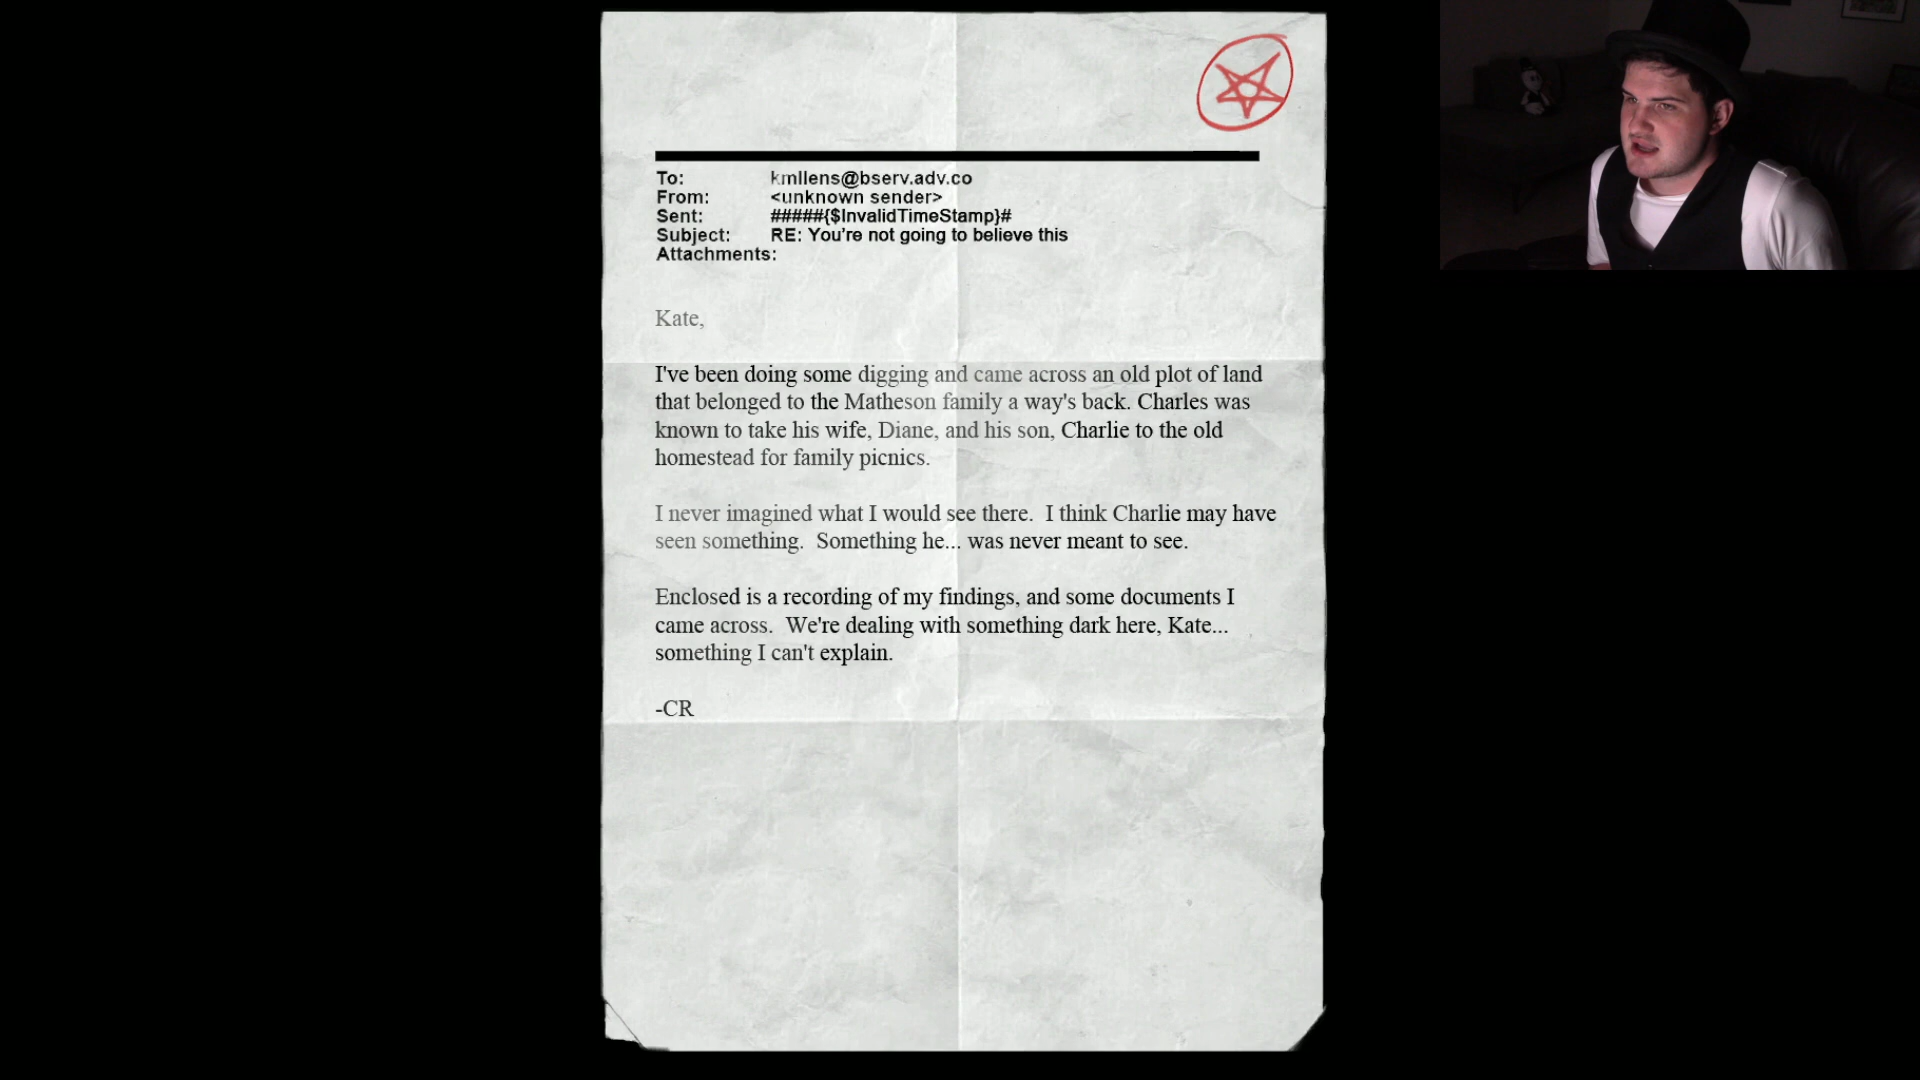 To: kmllens@bserv.adv.co
From: <unknown sender>
Sent: #####{$InvalidTimeStamp}#
Subject: RE: You're not going to believe this
Attachments:
Kate,
I've been doing some digging and came across an old plot of land
that belonged to the Matheson family a way's back. Charles was
known to take his wife, Diane, and his son, Charlie to the old
homestead for family picnics.
I never imagined what I would see there.  I think Charlie may have
seen something.  Something he... was never meant to see.
Enclosed is a recording of my findings, and some documents I
came across.  We're dealing with something dark here, Kate...
something I can't explain.
-CR